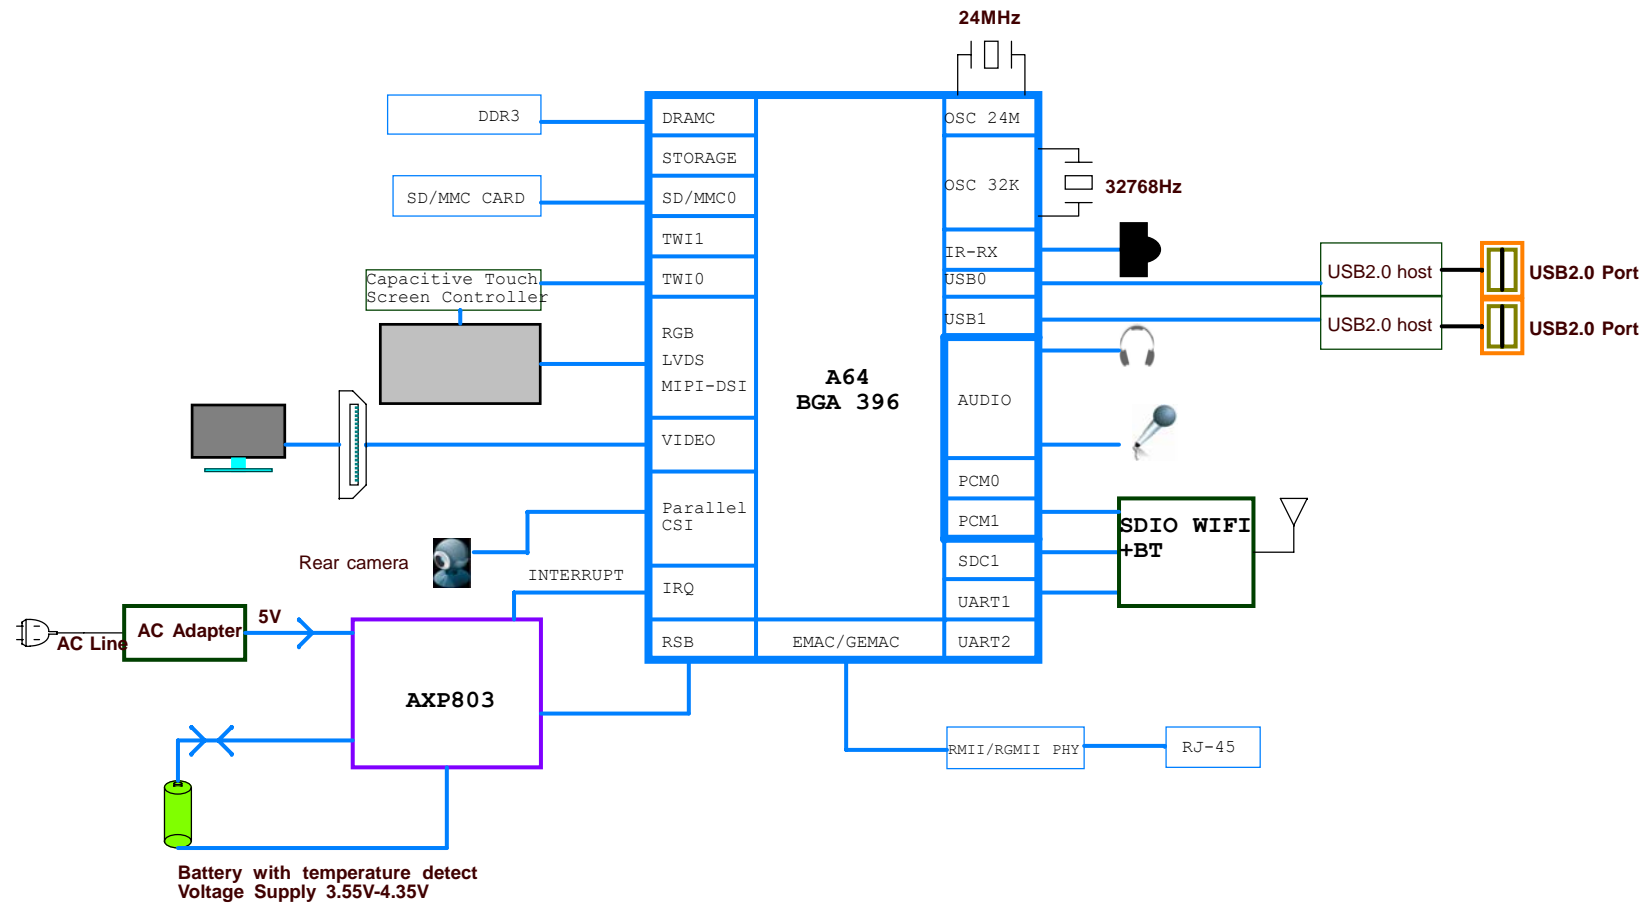 24MHz
DDR3
DRAMC
OSC 24M
STORAGE
SD/MMC CARD
SD/MMC0
OSC 32K
32768Hz
TWI1
IR-RX
Capacitive Touch
Screen Controller
TWI0
USB0
USB2.0 host
USB2.0 Port
USB1
USB2.0 host
USB2.0 Port
RGB
LVDS
MIPI-DSI
A64
BGA 396
AUDIO
VIDEO
PCM0
Parallel
CSI
PCM1
SDIO WIFI
+BT
Rear camera
SDC1
INTERRUPT
IRQ
UART1
5V
AC Line
AC Adapter
RSB
EMAC/GEMAC
UART2
AXP803
RMII/RGMII PHY
RJ-45
Battery with temperature detect
Voltage Supply 3.55V-4.35V